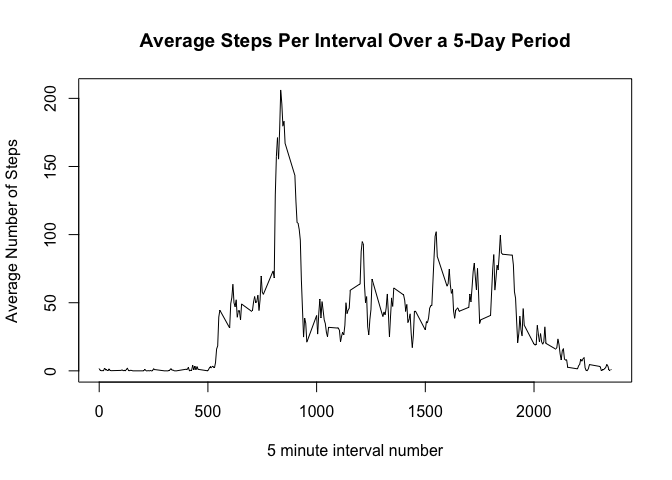 Average Steps Per Interval Over a 5-Day Period
Average Number of Steps
200
150
100
50
0
0 500 1000 1500 2000
5 minute interval number